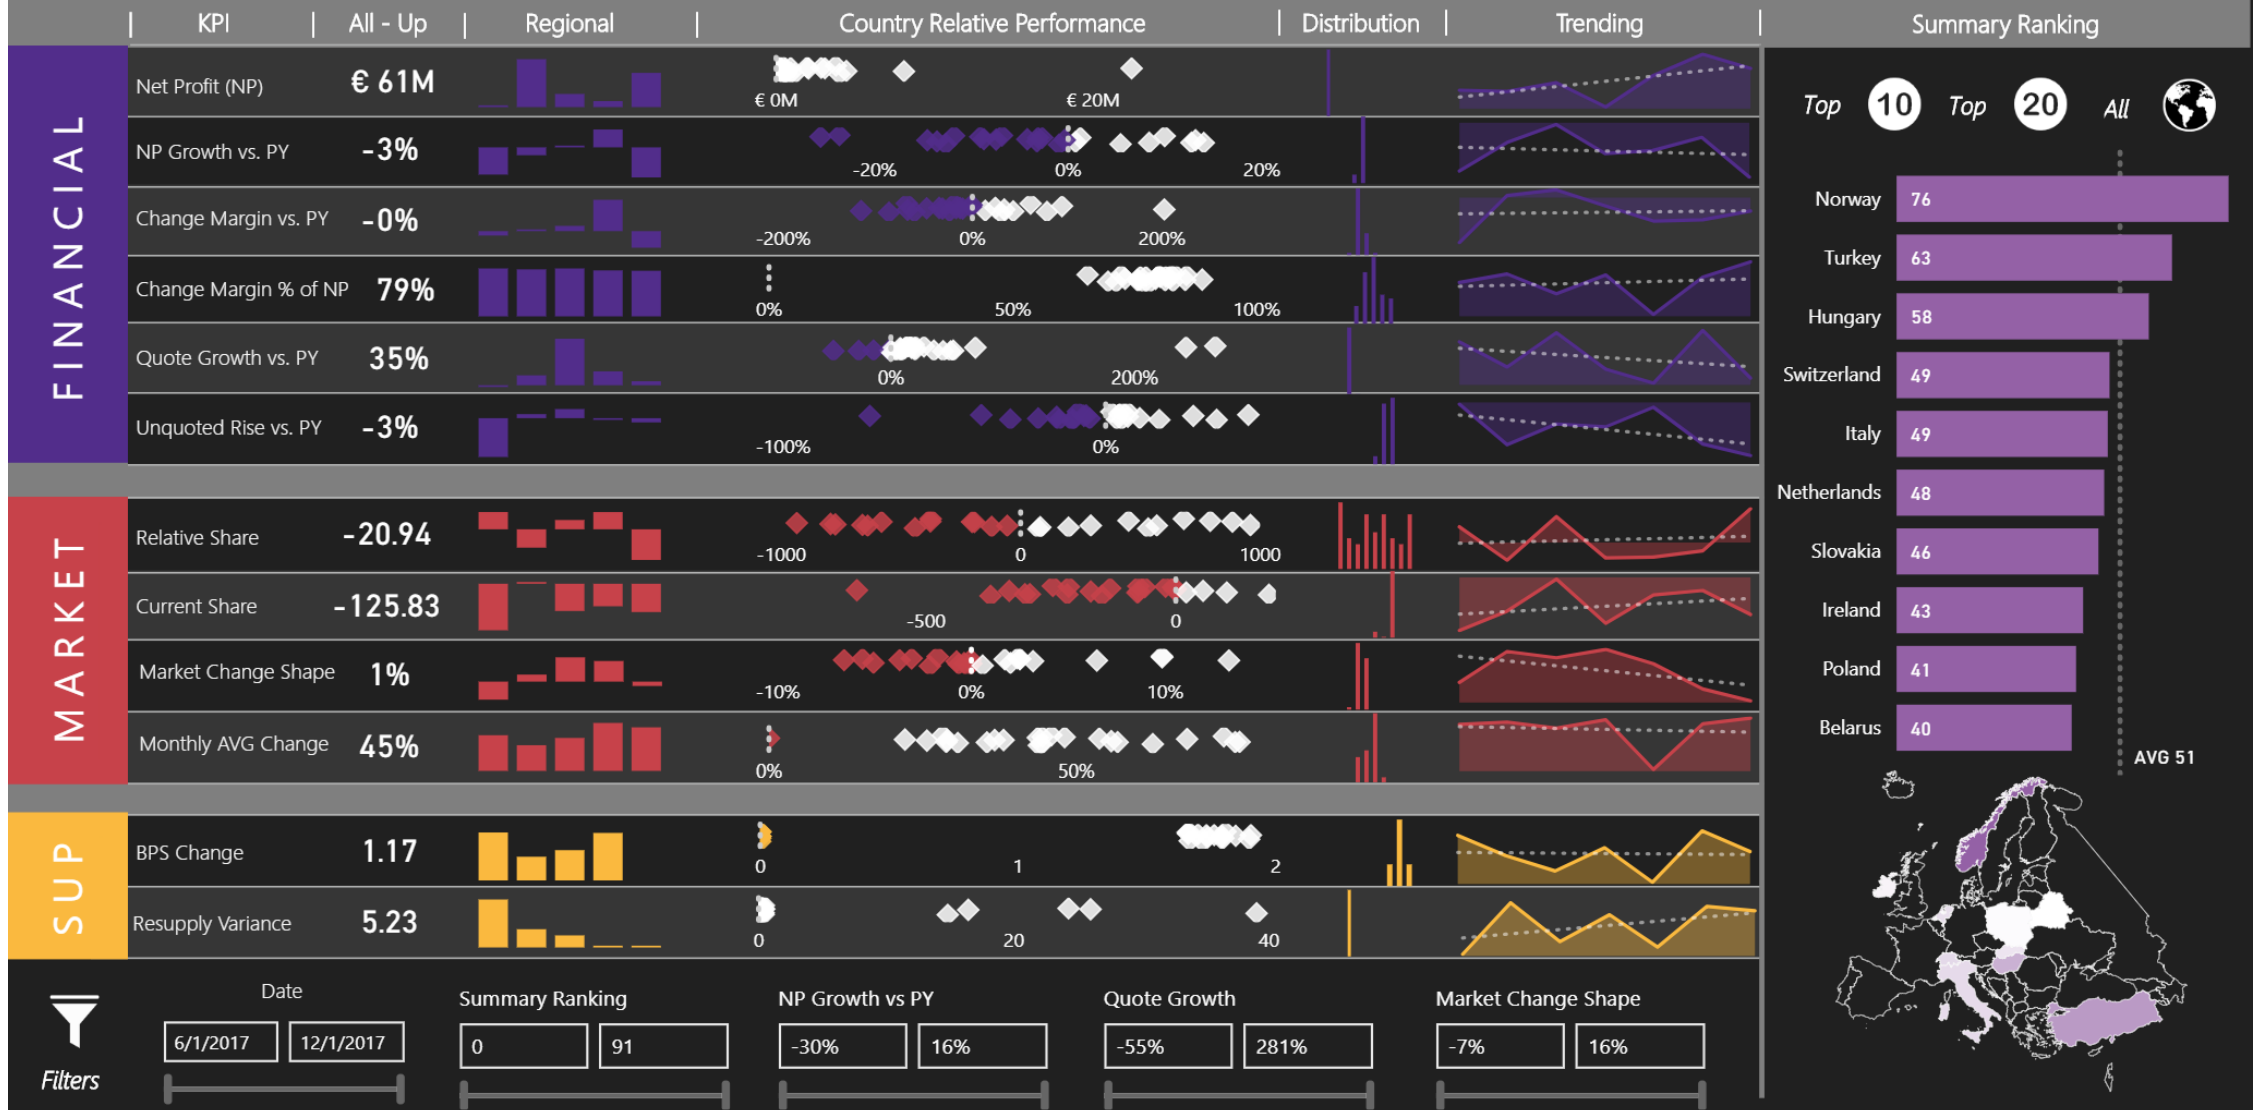 KPI All - Up Regional Country Relative Performance Distribution Trending Summary Ranking
FINANCIAL
Net Profit (NP) € 61M
€ 0M € 20M
NP Growth vs. PY -3%
-20% 0% 20%
Change Margin vs. PY -0%
-200% 0% 200%
Change Margin % of NP 79%
0% 50% 100%
Quote Growth vs. PY 35%
0% 200%
Unquoted Rise vs. PY -3%
-100% 0%
MARKET
Relative Share -20.94
-1000 0 1000
Current Share -125.83
-500 0
Market Change Shape 1%
-10% 0% 10%
Monthly AVG Change 45%
0% 50%
SUP
BPS Change 1.17
0 1 2
Resupply Variance 5.23
0 20 40
Top 10 Top 20 All
Norway 76
Turkey 63
Hungary 58
Switzerland 49
Italy 49
Netherlands 48
Slovakia 46
Ireland 43
Poland 41
Belarus 40
AVG 51
Filters
Date
6/1/2017 12/1/2017
Summary Ranking
0 91
NP Growth vs PY
-30% 16%
Quote Growth
-55% 281%
Market Change Shape
-7% 16%